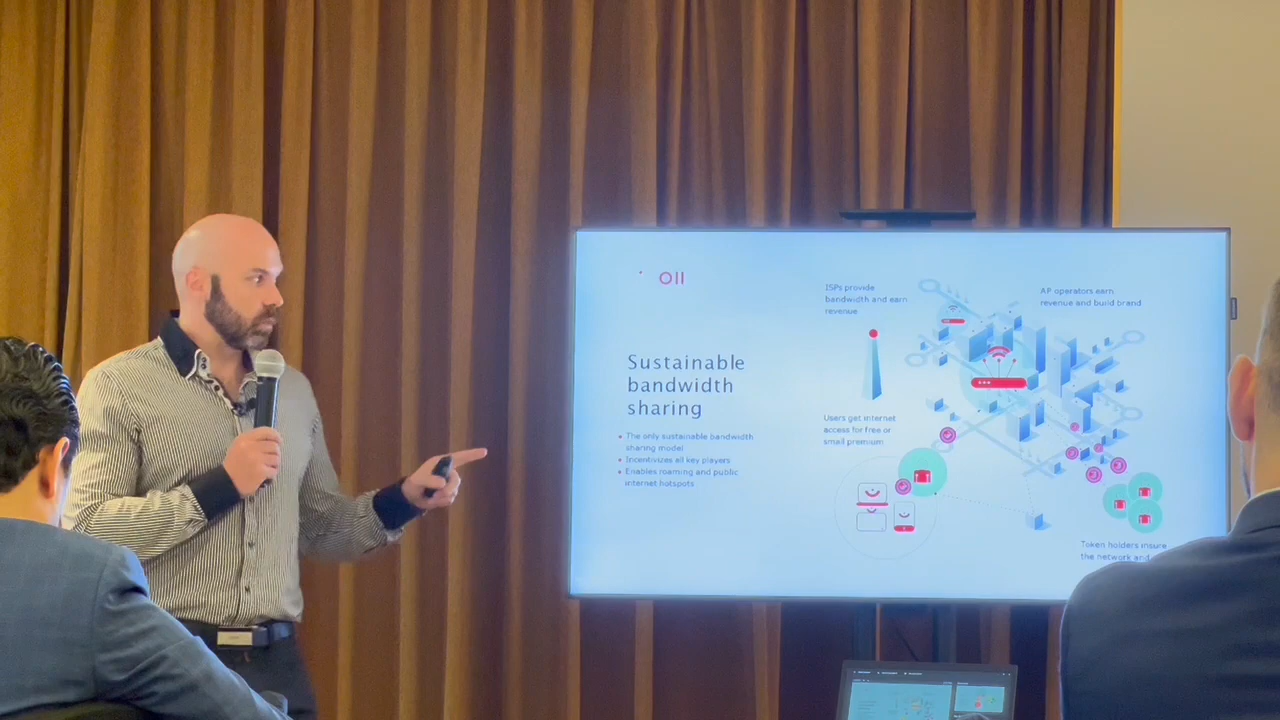 OII
Sustainable
bandwidth
sharing
The only sustainable bandwidth
sharing model
Incentivizes all key players
Enables roaming and public
internet hotspots
ISPs provide
bandwidth and earn
revenue
Users get internet
access for free or
small premium
AP operators earn
revenue and build brand
Token holders insure
the network and